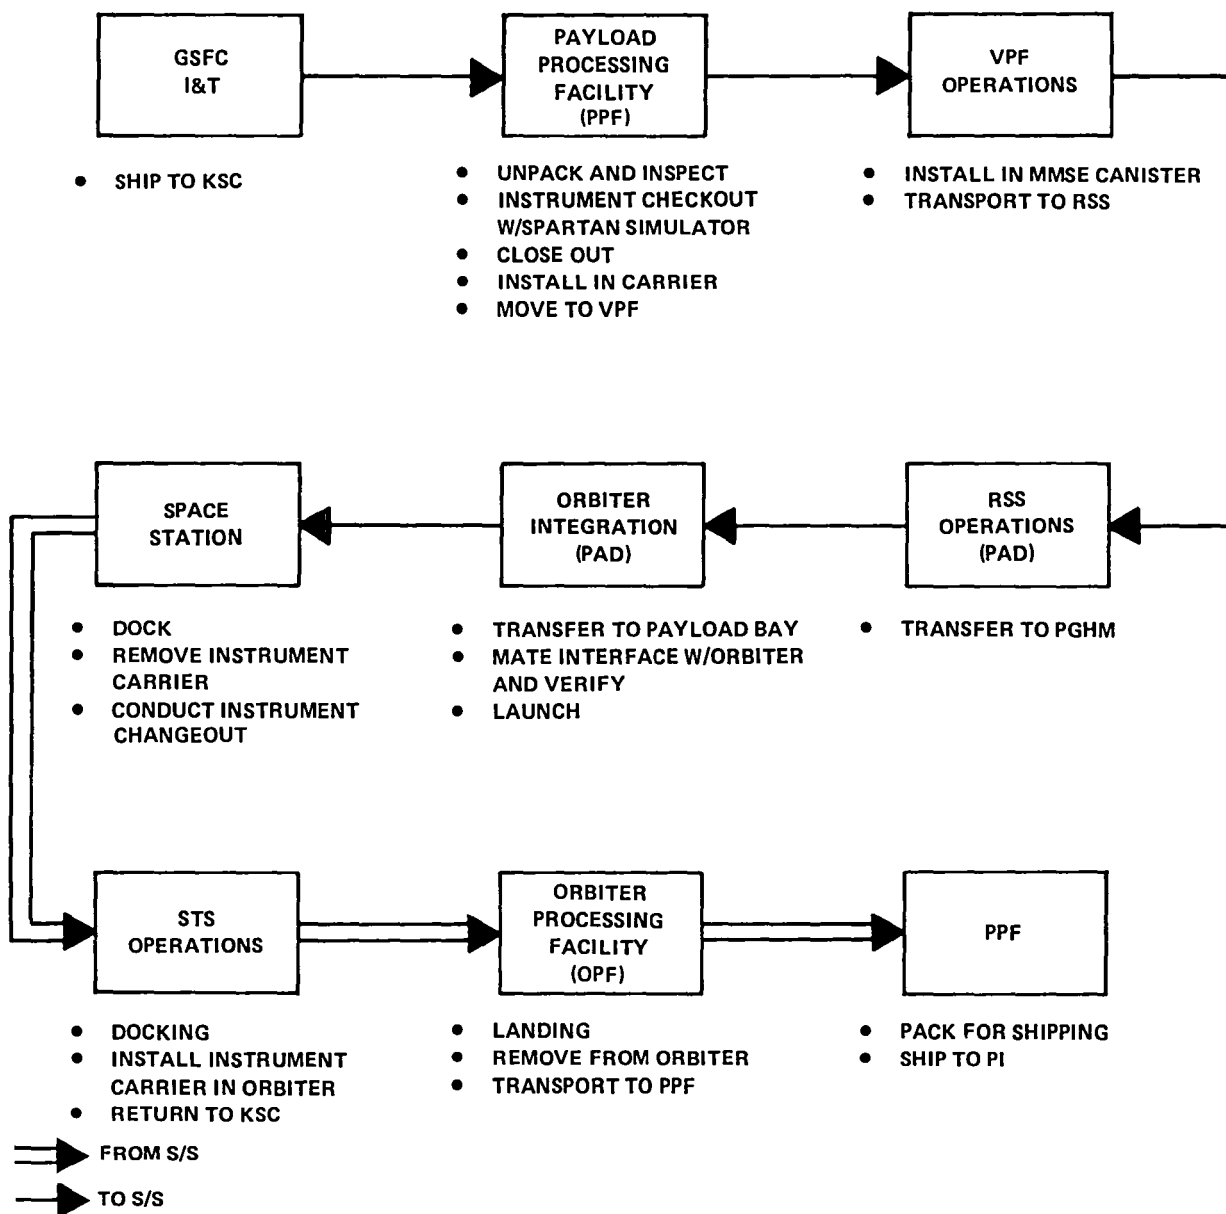 GSFC
I&T
PAYLOAD
PROCESSING
FACILITY
(PPF)
VPF
OPERATIONS
• SHIP TO KSC
• UNPACK AND INSPECT
• INSTRUMENT CHECKOUT
W/SPARTAN SIMULATOR
• CLOSE OUT
• INSTALL IN CARRIER
• MOVE TO VPF
• INSTALL IN MMSE CANISTER
• TRANSPORT TO RSS
SPACE
STATION
ORBITER
INTEGRATION
(PAD)
RSS
OPERATIONS
(PAD)
• DOCK
• REMOVE INSTRUMENT
CARRIER
• CONDUCT INSTRUMENT
CHANGEOUT
• TRANSFER TO PAYLOAD BAY
• MATE INTERFACE W/ORBITER
AND VERIFY
• LAUNCH
• TRANSFER TO PGHM
STS
OPERATIONS
ORBITER
PROCESSING
FACILITY
(OPF)
PPF
• DOCKING
• INSTALL INSTRUMENT
CARRIER IN ORBITER
• RETURN TO KSC
• LANDING
• REMOVE FROM ORBITER
• TRANSPORT TO PPF
• PACK FOR SHIPPING
• SHIP TO PI
FROM S/S
TO S/S